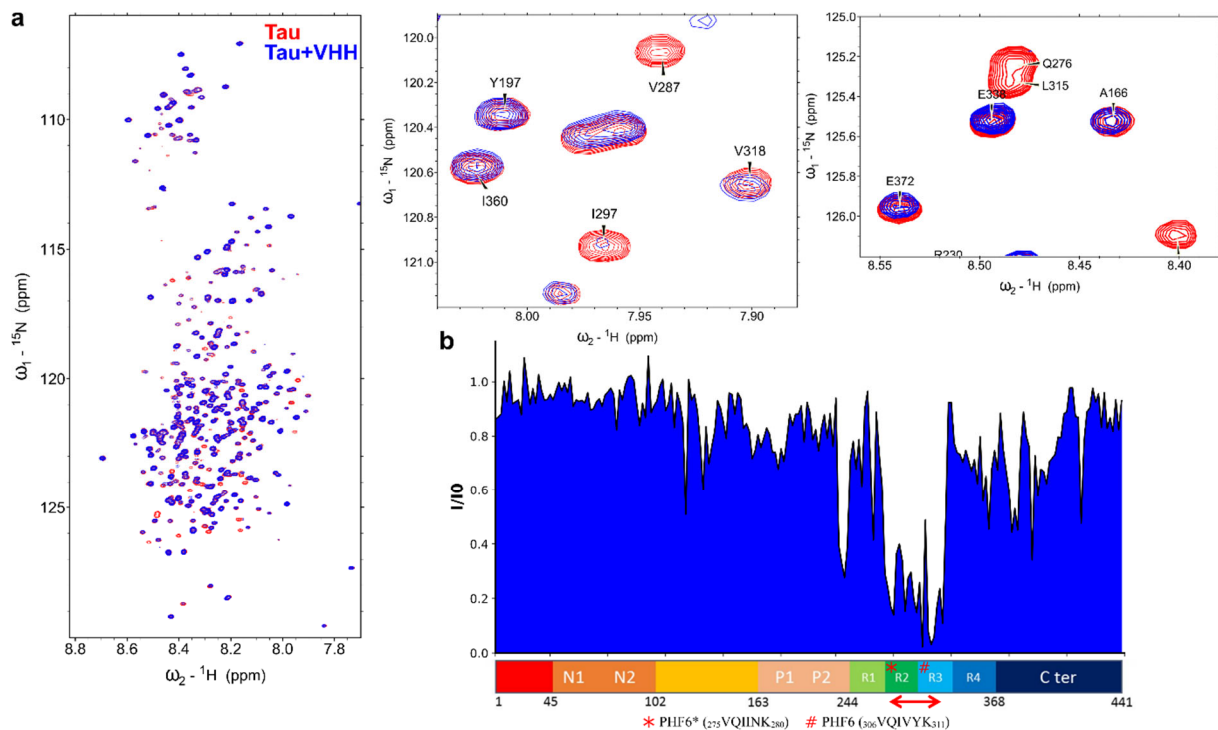 a
Tau
Tau+VHH
110
115
120
125
ω₁ - ¹⁵N (ppm)
8.8 8.6 8.4 8.2 8.0 7.8
ω₂ - ¹H (ppm)
120.0
120.2
120.4
120.6
120.8
121.0
ω₁ - ¹⁵N (ppm)
Y197
V287
V318
I360
I297
8.00 7.95 7.90
ω₂ - ¹H (ppm)
125.0
125.2
125.4
125.6
125.8
126.0
ω₁ - ¹⁵N (ppm)
Q276
L315
E338
A166
E372
R230
8.55 8.50 8.45 8.40
ω₂ - ¹H (ppm)
b
1.0
0.8
0.6
0.4
0.2
0.0
I/I0
N1 N2 P1 P2 R1 * R2 # R3 R4 C ter
1 45 102 163 244 368 441
* PHF6* (₂₇₅VQIINK₂₈₀) # PHF6 (₃₀₆VQIVYK₃₁₁)